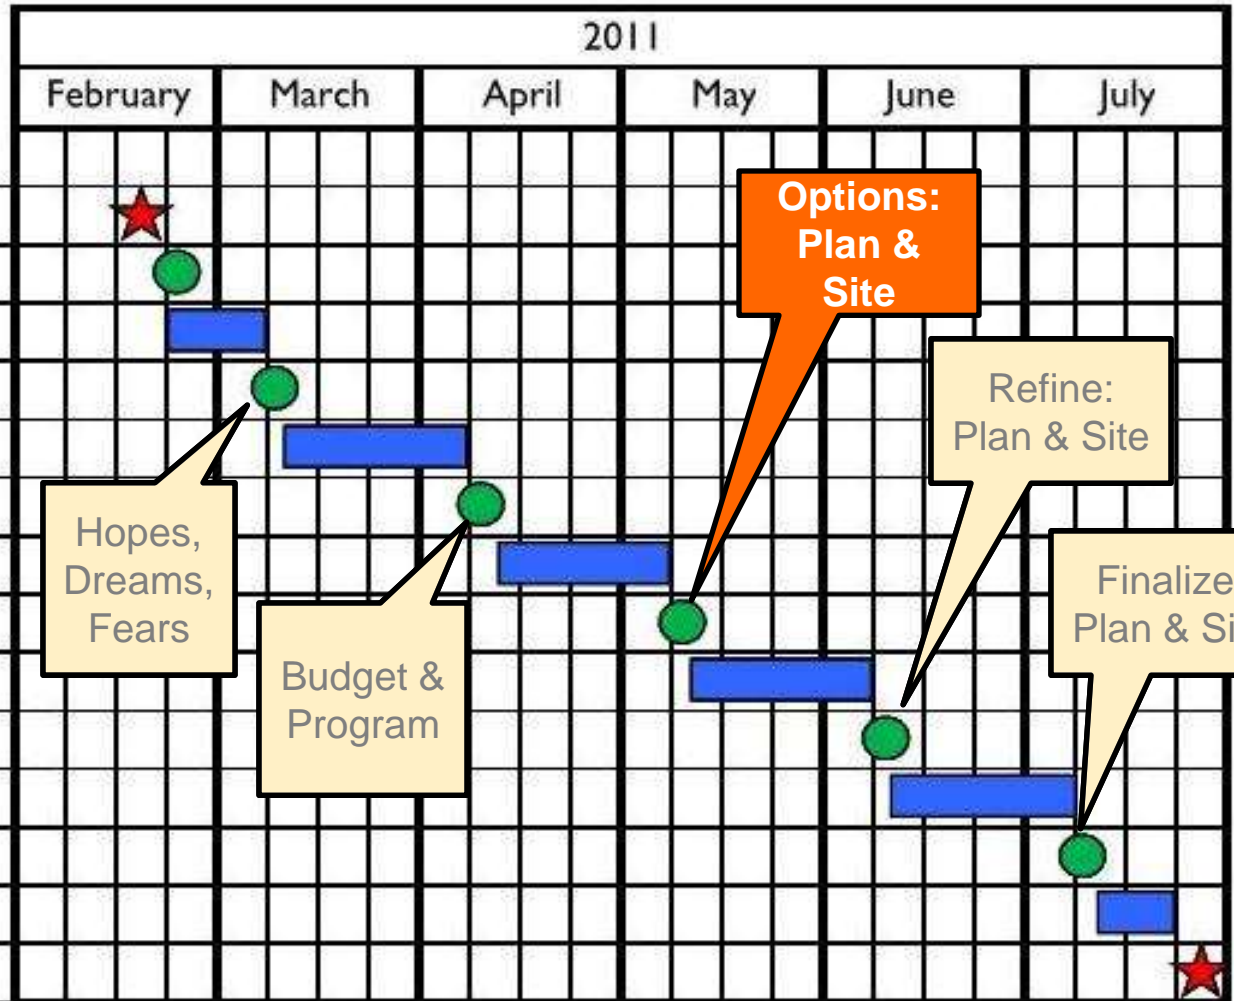 2011
February March April May June July
Options:
Plan &
Site
Refine:
Plan & Site
Hopes,
Dreams,
Fears
Finalize
Plan & Si
Budget &
Program